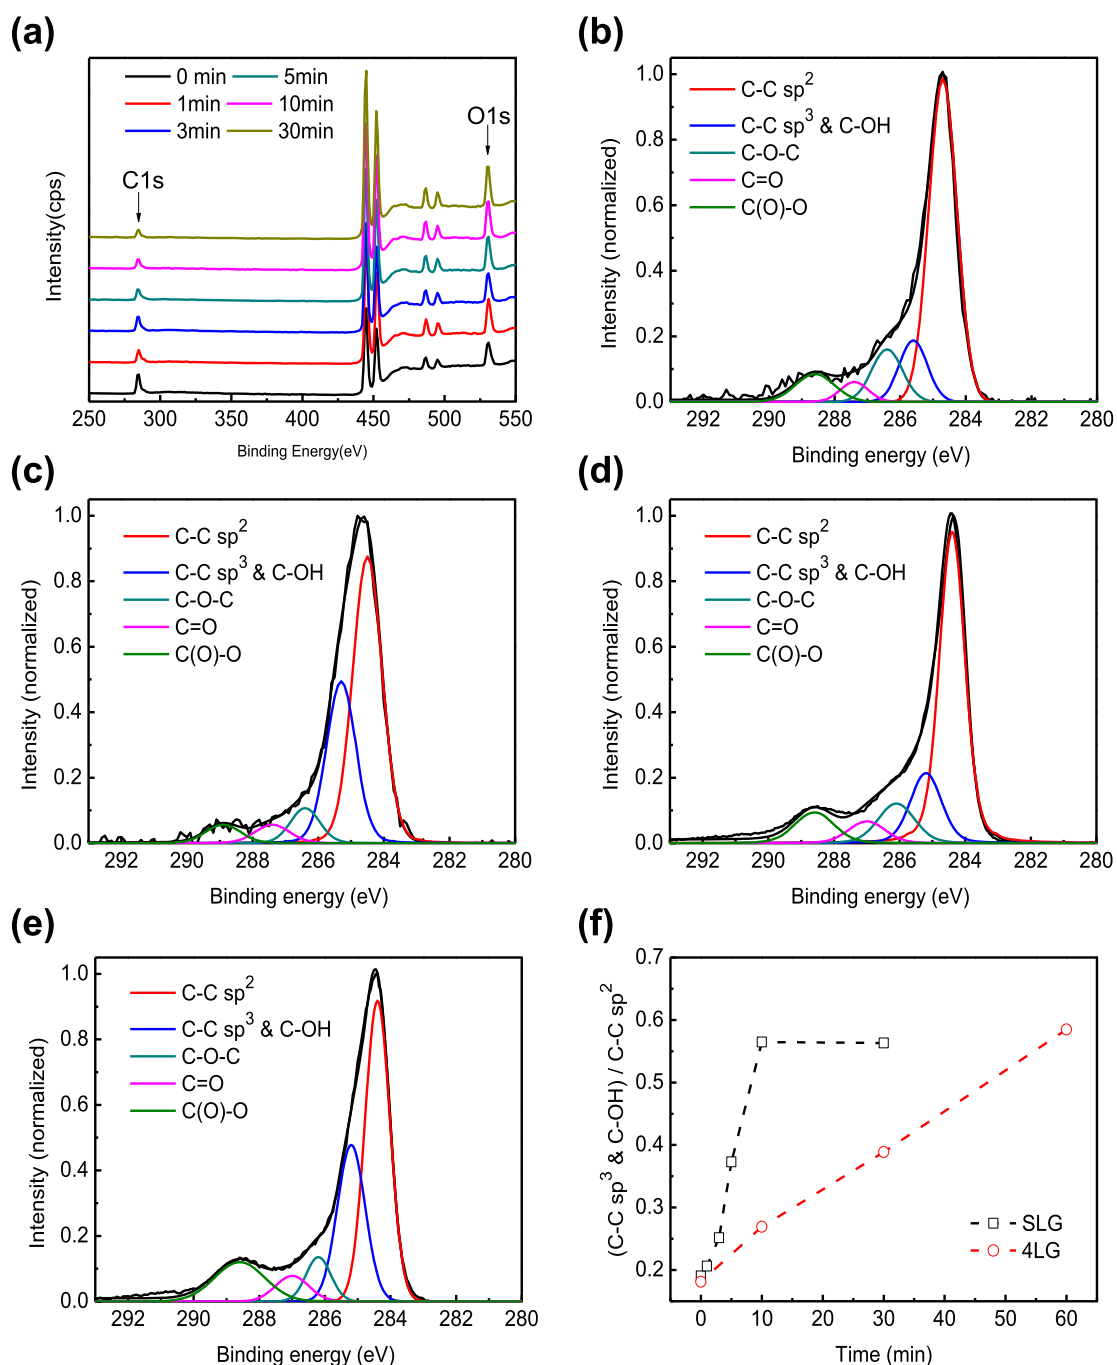 (a)
Intensity(cps)
0 min 5min
1min 10min
3min 30min
C1s
O1s
250 300 350 400 450 500 550
Binding Energy(eV)
(b)
Intensity (normalized)
1.0
0.8
0.6
0.4
0.2
0.0
C-C sp²
C-C sp³ & C-OH
C-O-C
C=O
C(O)-O
292 290 288 286 284 282 280
Binding energy (eV)
(c)
Intensity (normalized)
1.0
0.8
0.6
0.4
0.2
0.0
C-C sp²
C-C sp³ & C-OH
C-O-C
C=O
C(O)-O
292 290 288 286 284 282 280
Binding energy (eV)
(d)
Intensity (normalized)
1.0
0.8
0.6
0.4
0.2
0.0
C-C sp²
C-C sp³ & C-OH
C-O-C
C=O
C(O)-O
292 290 288 286 284 282 280
Binding energy (eV)
(e)
Intensity (normalized)
1.0
0.8
0.6
0.4
0.2
0.0
C-C sp²
C-C sp³ & C-OH
C-O-C
C=O
C(O)-O
292 290 288 286 284 282 280
Binding energy (eV)
(f)
(C-C sp³ & C-OH) / C-C sp²
0.7
0.6
0.5
0.4
0.3
0.2
SLG
4LG
0 10 20 30 40 50 60
Time (min)